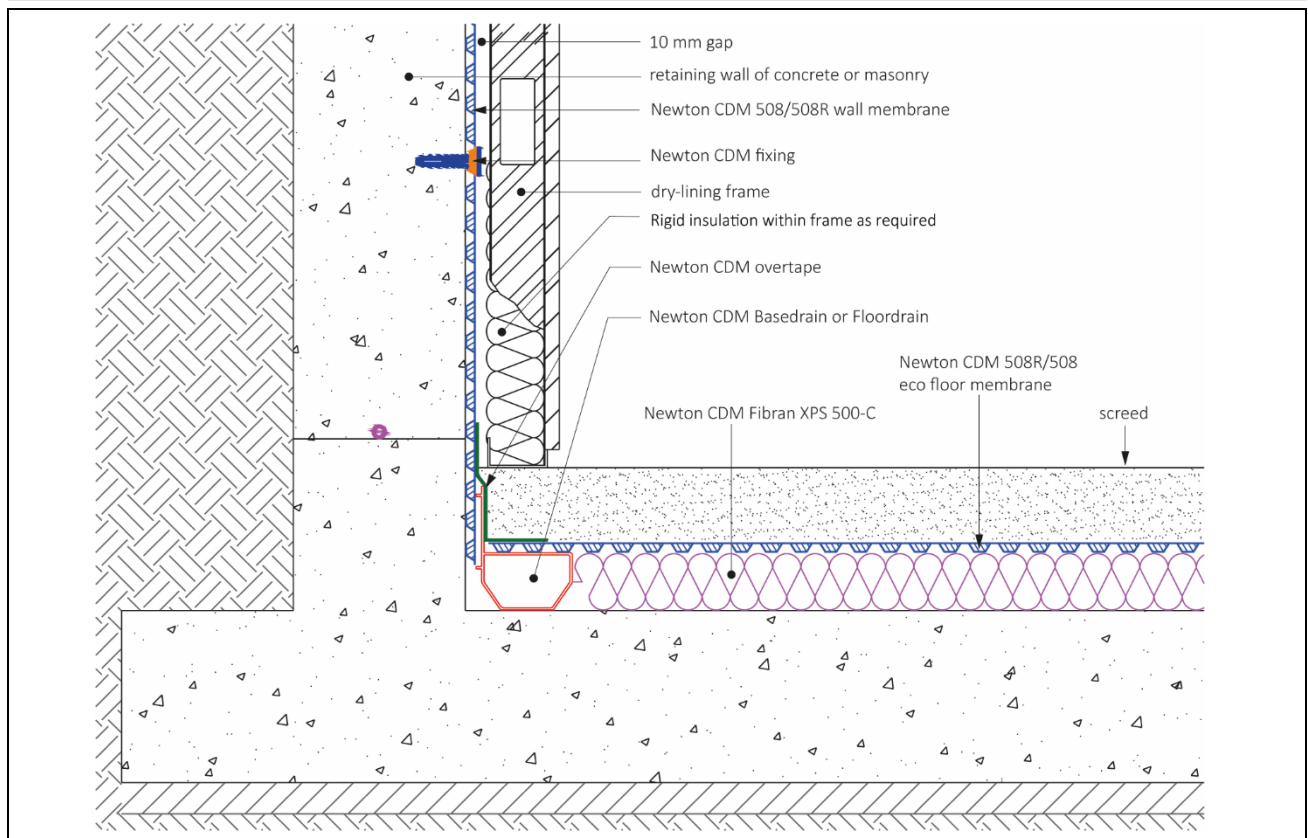 10 mm gap
retaining wall of concrete or masonry
Newton CDM 508/508R wall membrane
Newton CDM fixing
dry-lining frame
Rigid insulation within frame as required
Newton CDM overtape
Newton CDM Basedrain or Floordrain
Newton CDM 508R/508
eco floor membrane
Newton CDM Fibran XPS 500-C
screed